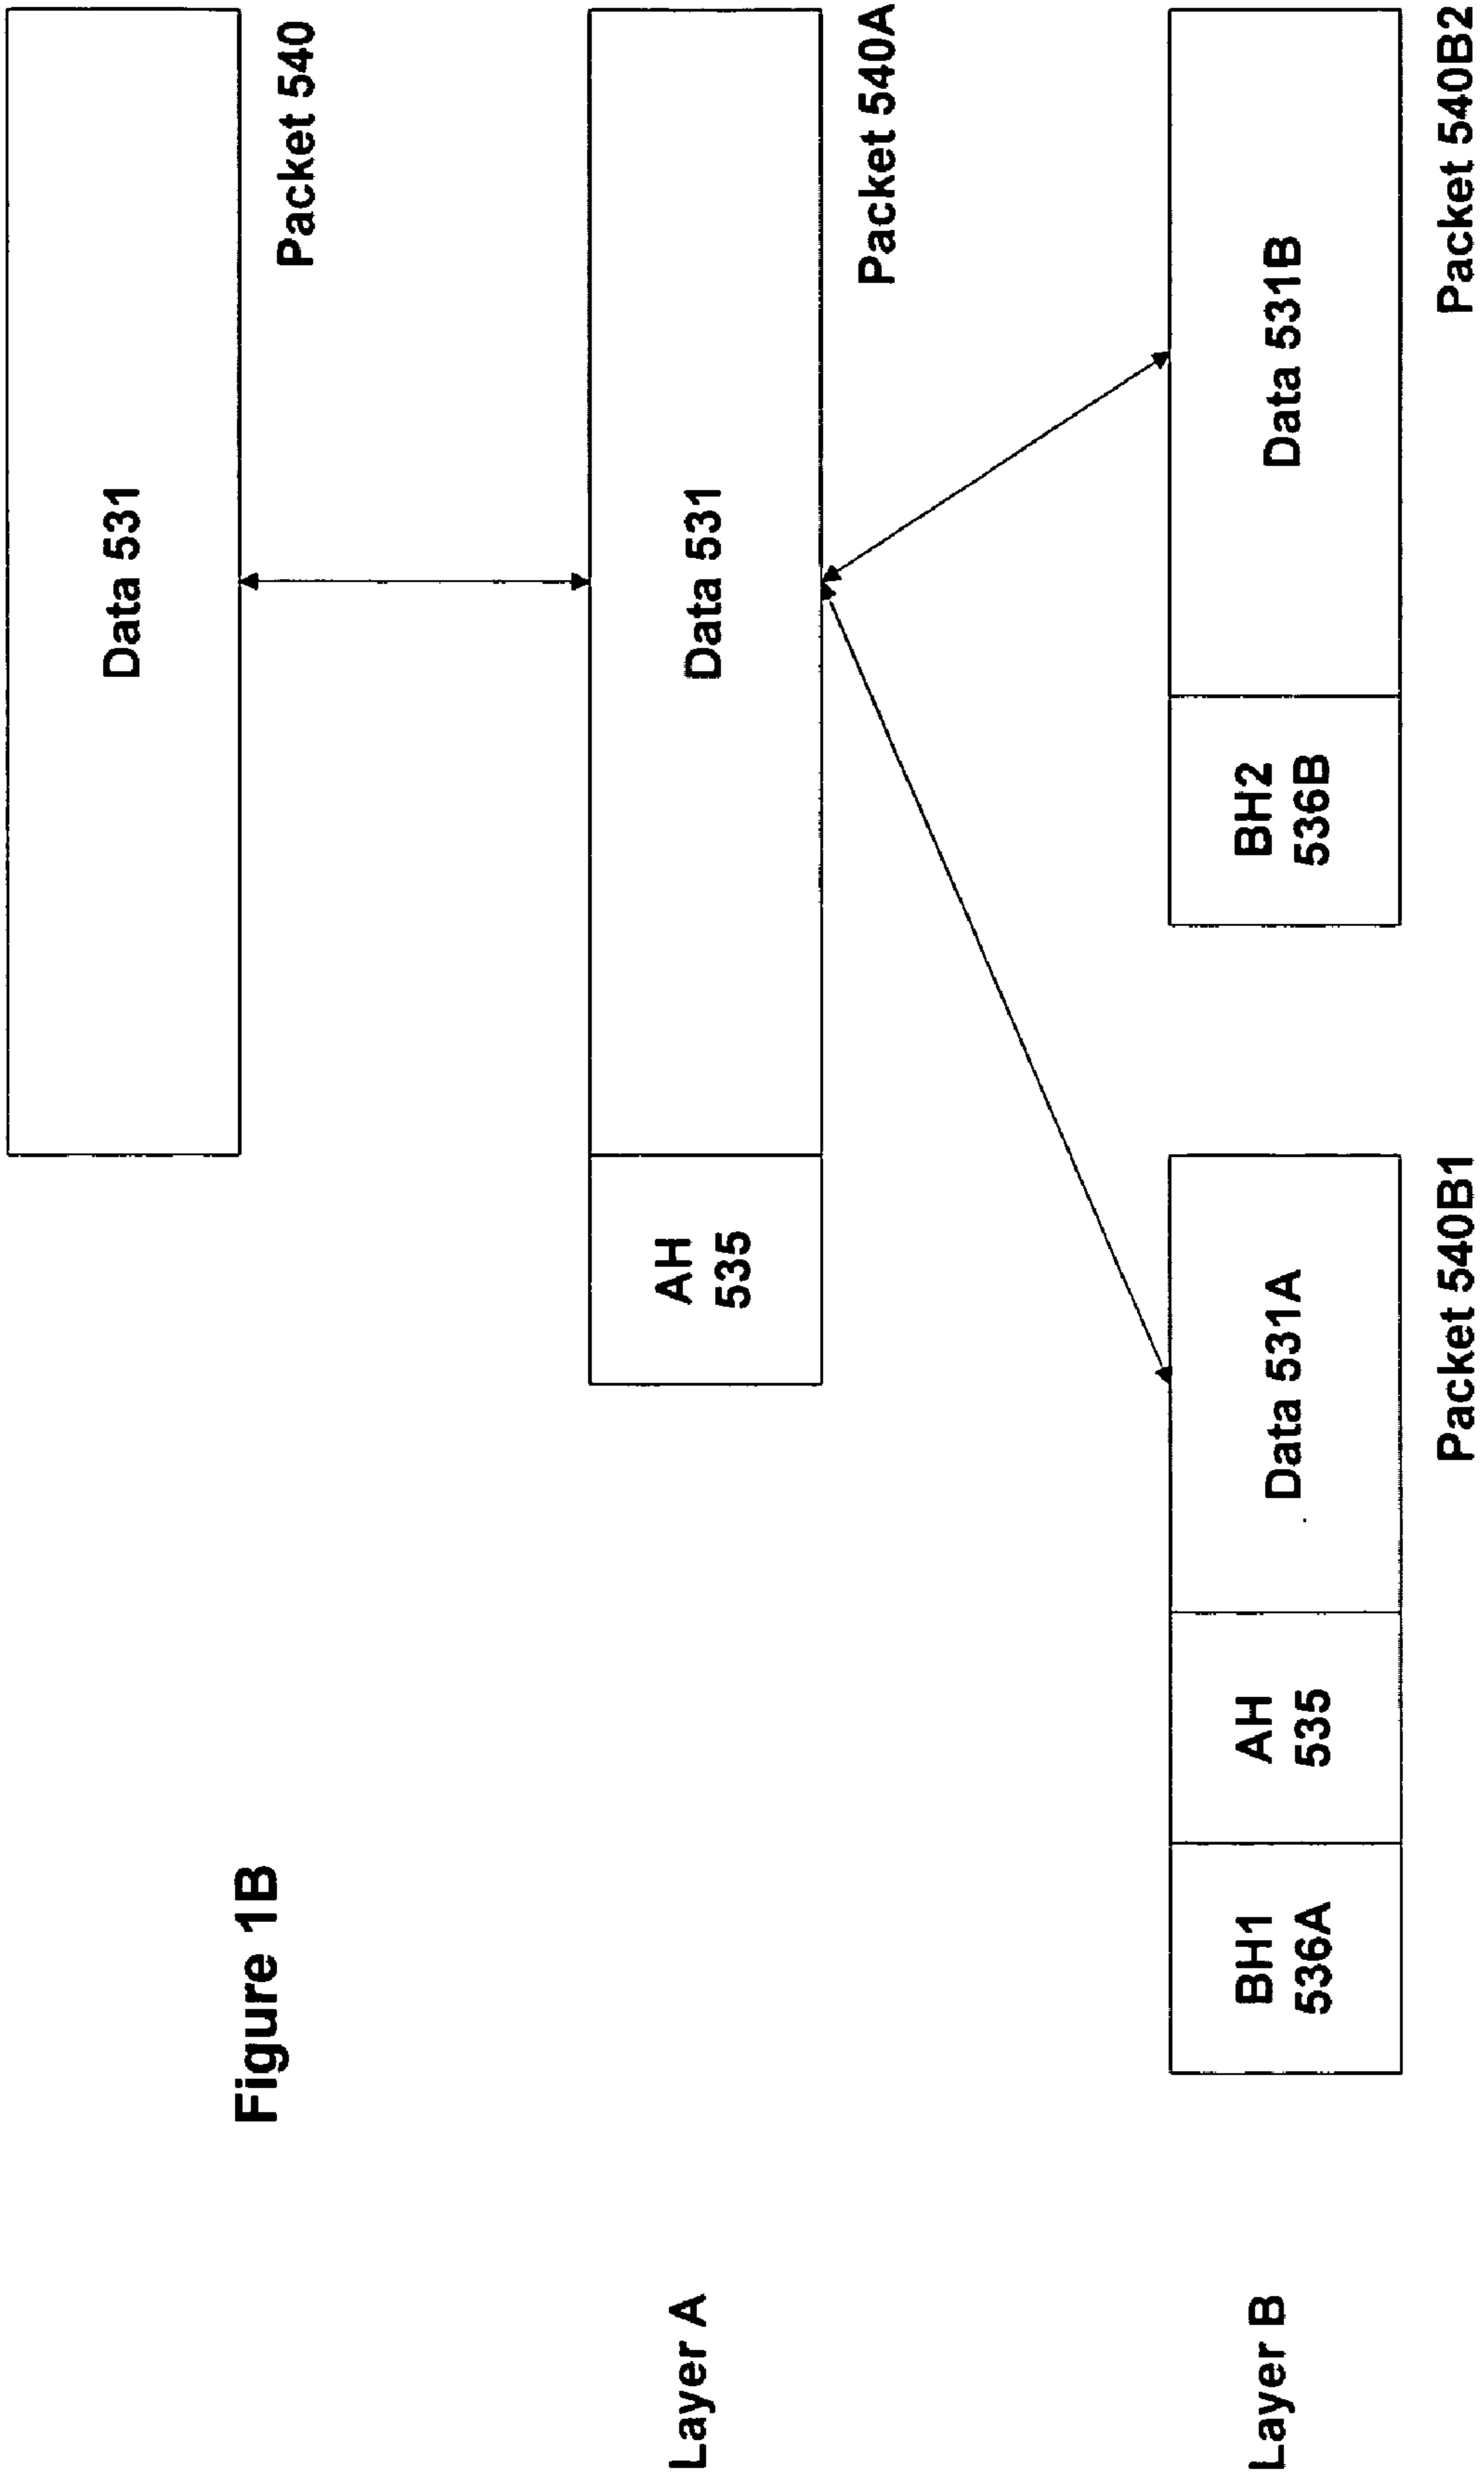 Figure 1B
Data 531
Packet 540
Layer A
AH
535
Data 531
Packet 540A
Layer B
BH1
536A
AH
535
Data 531A
Packet 540B1
BH2
536B
Data 531B
Packet 540B2